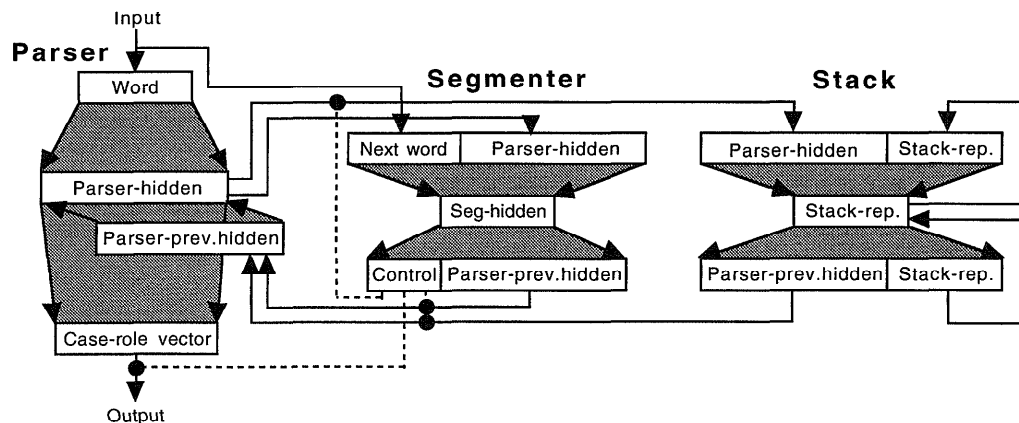 Input
Parser
Word
Parser-hidden
Parser-prev.hidden
Case-role vector
Output
Segmenter
Next word
Parser-hidden
Seg-hidden
Control
Parser-prev.hidden
Stack
Parser-hidden
Stack-rep.
Stack-rep.
Parser-prev.hidden
Stack-rep.